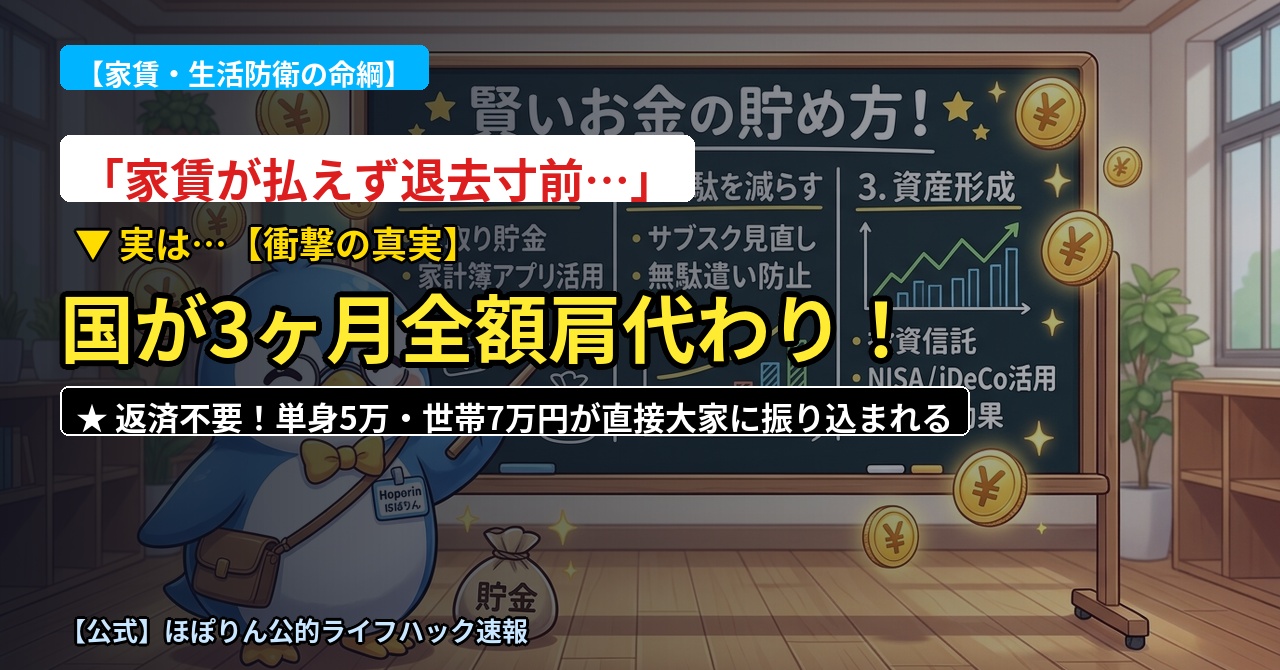 【家賃・生活防衛の命綱】
賢いお金の貯め方!
「家賃が払えず退去寸前…」
駄を減らす
3. 資産形成
▼ 実は…【衝撃の真実】
取り貯金
・家計簿アプリ活用
・サブスク見直し
・無駄遣い防止
国が3ヶ月全額肩代わり!
資信託
・NISA/iDeCo活用
果
★ 返済不要！単身5万・世帯7万円が直接大家に振り込まれる
Hoporin
貯金
【公式】ほぽりん公的ライフハック速報